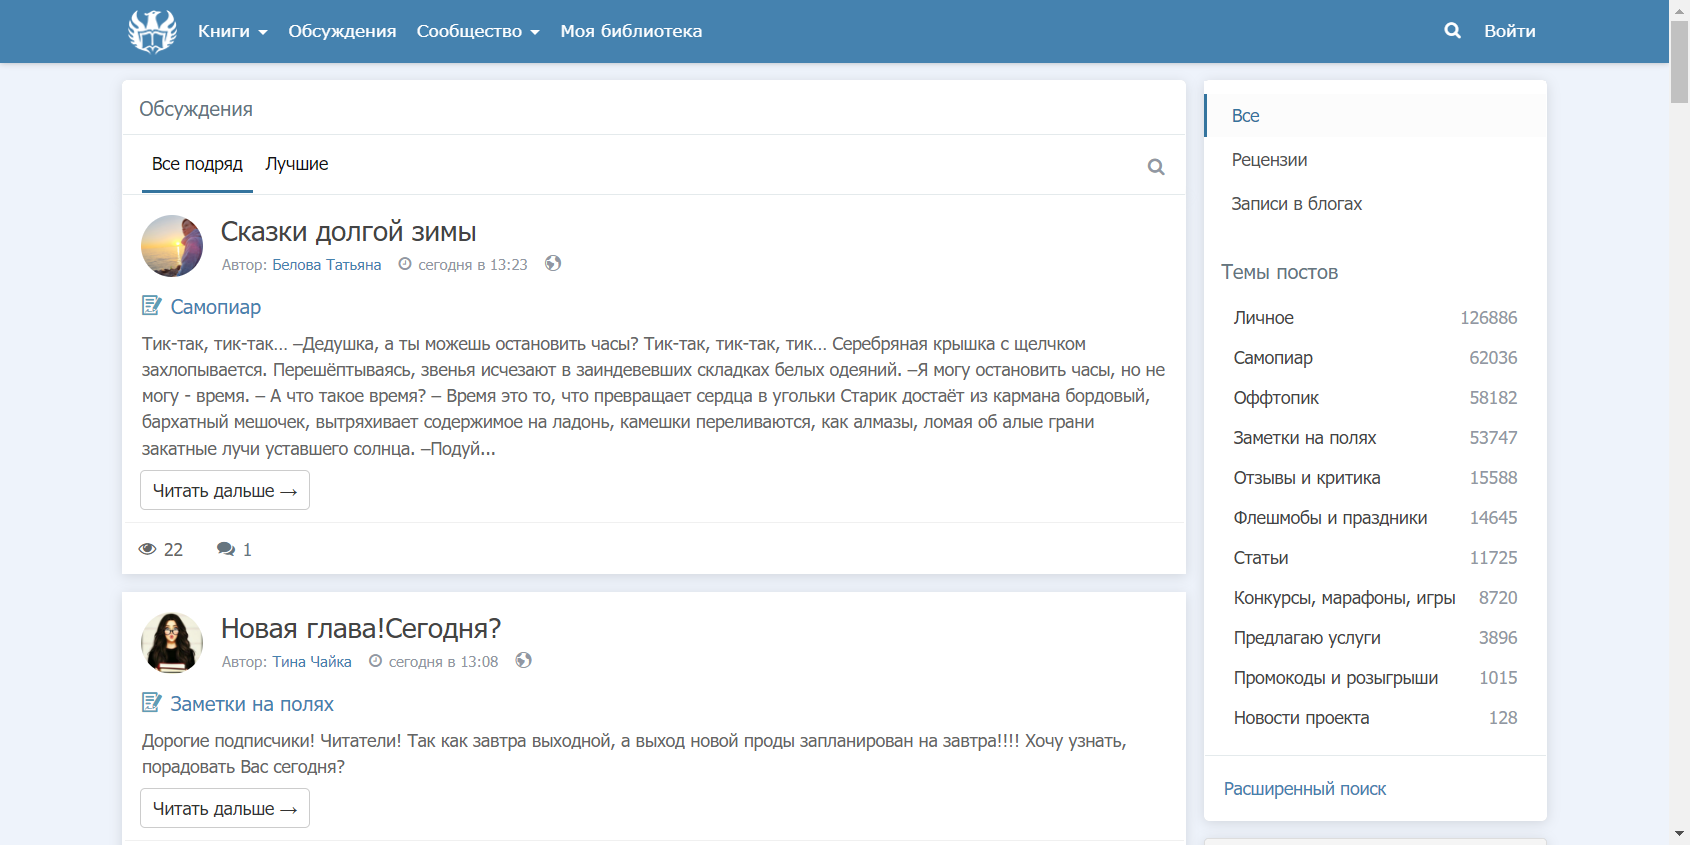 Книги Обсуждения Сообщество Моя библиотека Войти
Обсуждения
Все подряд Лучшие
Сказки долгой зимы
Автор: Белова Татьяна сегодня в 13:23
Самопиар
Тик-так, тик-так... –Дедушка, а ты можешь остановить часы? Тик-так, тик-так, тик... Серебряная крышка с щелчком
захлопывается. Перешёптываясь, звенья исчезают в заиндевевших складках белых одеяний. –Я могу остановить часы, но не
могу - время. – А что такое время? – Время это то, что превращает сердца в угольки Старик достаёт из кармана бордовый,
бархатный мешочек, вытряхивает содержимое на ладонь, камешки переливаются, как алмазы, ломая об алые грани
закатные лучи уставшего солнца. –Подуй...
Читать дальше →
22 1
Новая глава!Сегодня?
Автор: Тина Чайка сегодня в 13:08
Заметки на полях
Дорогие подписчики! Читатели! Так как завтра выходной, а выход новой проды запланирован на завтра!!!! Хочу узнать,
порадовать Вас сегодня?
Читать дальше →
Все
Рецензии
Записи в блогах
Темы постов
Личное 126886
Самопиар 62036
Оффтопик 58182
Заметки на полях 53747
Отзывы и критика 15588
Флешмобы и праздники 14645
Статьи 11725
Конкурсы, марафоны, игры 8720
Предлагаю услуги 3896
Промокоды и розыгрыши 1015
Новости проекта 128
Расширенный поиск